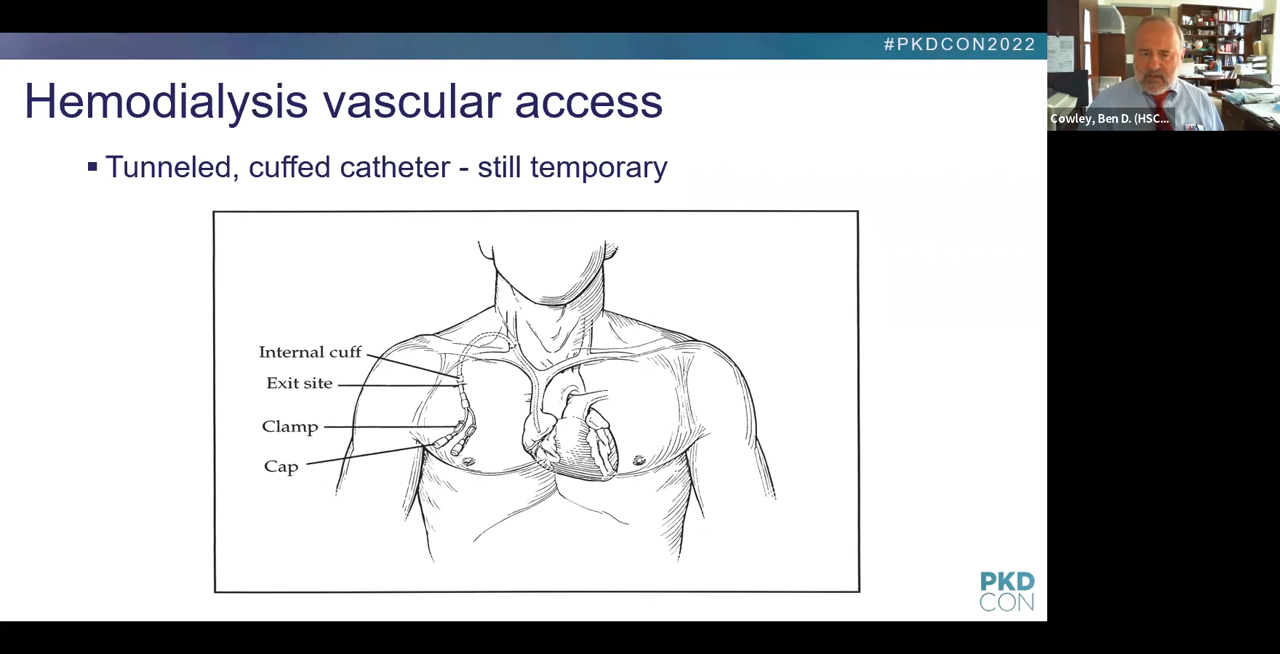 #PKDCON2022
Hemodialysis vascular access
▪ Tunneled, cuffed catheter - still temporary
Internal cuff
Exit site
Clamp
Cap
PKD
CON
Cowley, Ben D. (HSC...